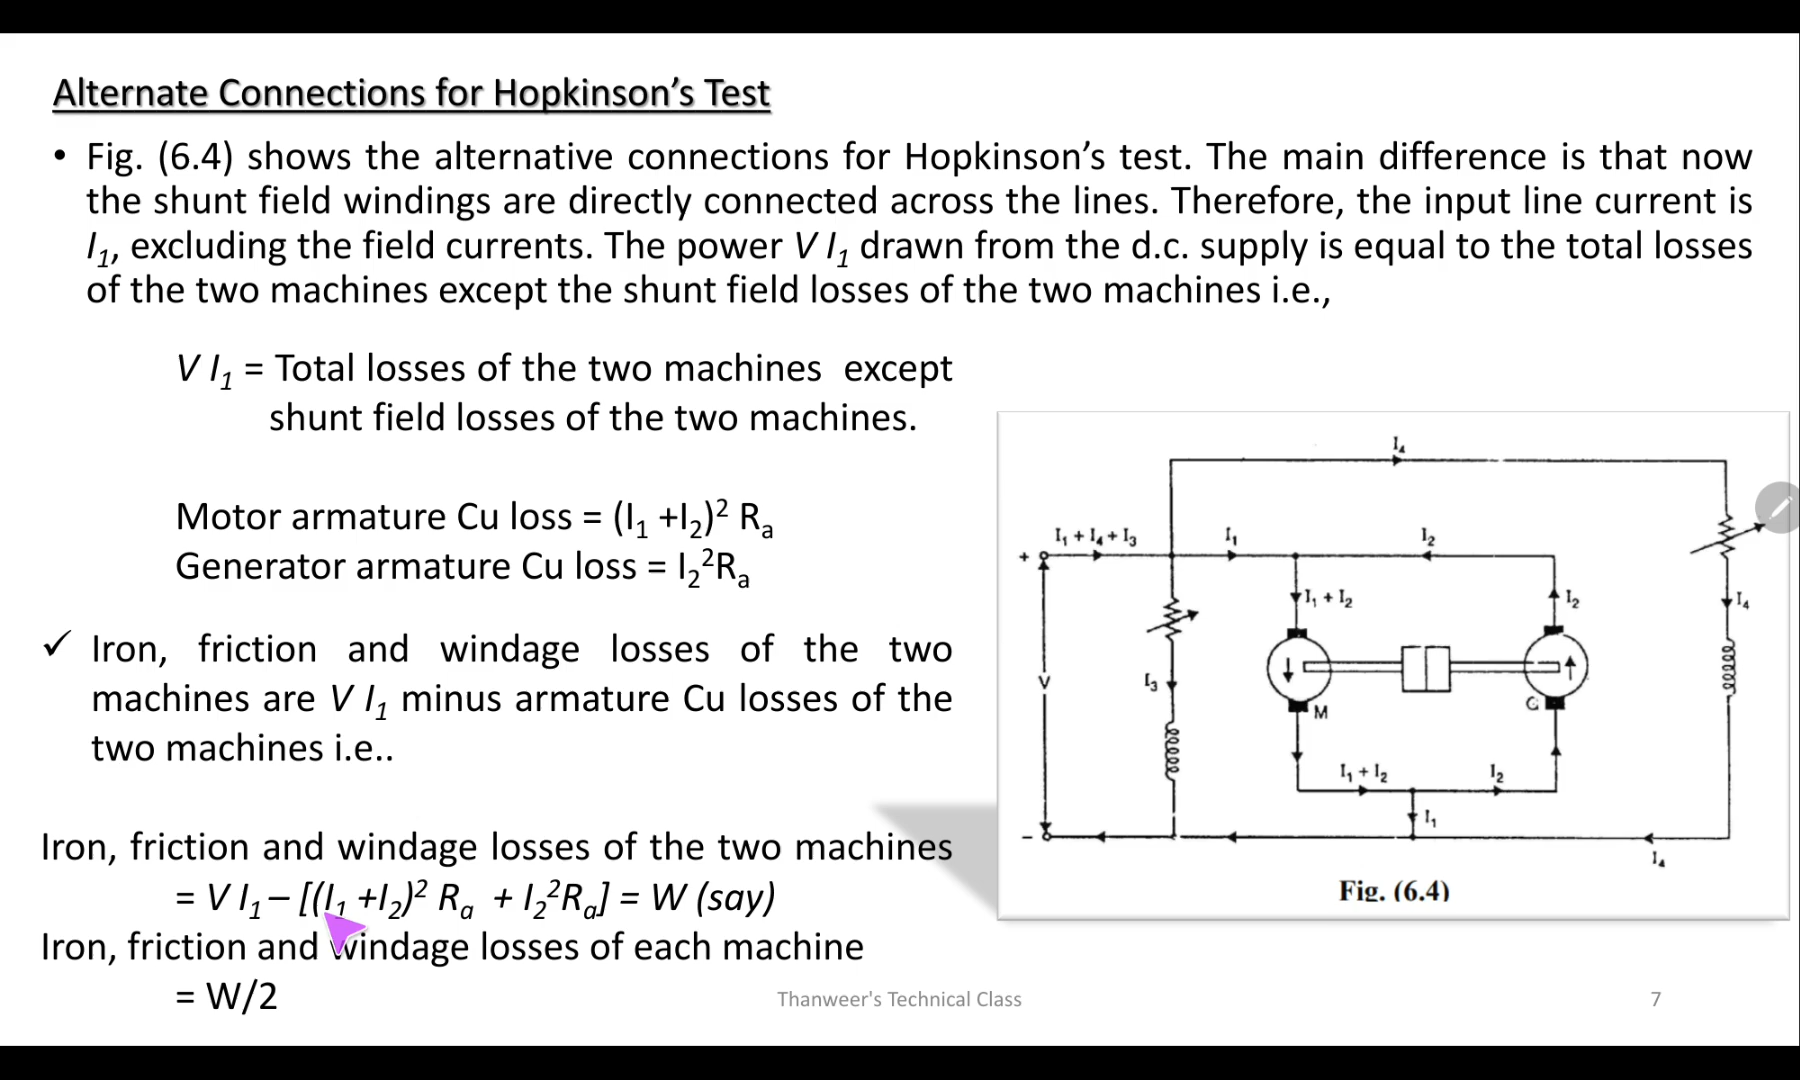 Alternate Connections for Hopkinson's Test
• Fig. (6.4) shows the alternative connections for Hopkinson's test. The main difference is that now
the shunt field windings are directly connected across the lines. Therefore, the input line current is
I₁, excluding the field currents. The power V I₁ drawn from the d.c. supply is equal to the total losses
of the two machines except the shunt field losses of the two machines i.e.,
V I₁ = Total losses of the two machines except
shunt field losses of the two machines.
Motor armature Cu loss = (I₁ +I₂)² Rₐ
Generator armature Cu loss = I₂²Rₐ
✓ Iron, friction and windage losses of the two
machines are V I₁ minus armature Cu losses of the
two machines i.e..
Iron, friction and windage losses of the two machines
= V I₁ – [(I₁ +I₂)² Rₐ + I₂²Rₐ] = W (say)
Iron, friction and windage losses of each machine
= W/2
I₄
I₁ + I₄ + I₃
I₁
I₂
+
I₁ + I₂
I₂
I₄
V
I₃
M
G
I₁ + I₂
I₂
I₁
–
I₄
Fig. (6.4)
Thanweer's Technical Class
7